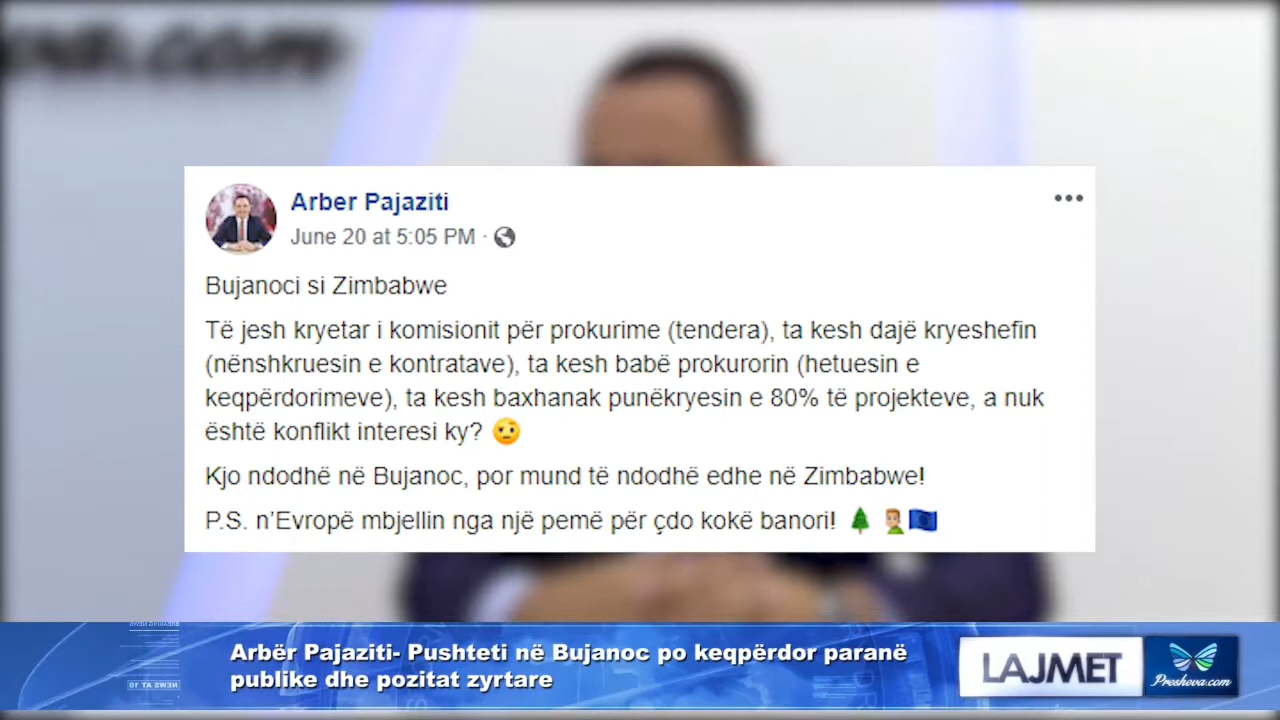 Arber Pajaziti
June 20 at 5:05 PM ·
Bujanoci si Zimbabwe
Të jesh kryetar i komisionit për prokurime (tendera), ta kesh dajë kryeshefin
(nënshkruesin e kontratave), ta kesh babë prokurorin (hetuesin e
keqpërdorimeve), ta kesh baxhanak punëkryesin e 80% të projekteve, a nuk
është konflikt interesi ky? 🤨
Kjo ndodhë në Bujanoc, por mund të ndodhë edhe në Zimbabwe!
P.S. n’Evropë mbjellin nga një pemë për çdo kokë banori! 🌲 🤦🏼‍♂️🇪🇺
Arbër Pajaziti- Pushteti në Bujanoc po keqpërdor paranë
publike dhe pozitat zyrtare
LAJMET
Presheva.com
NEWS AT 10